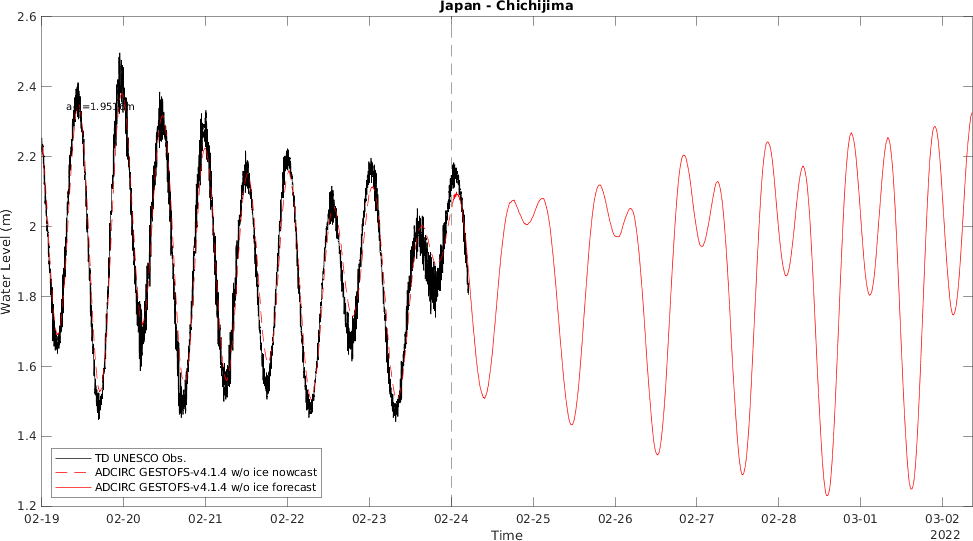 Japan - Chichijima
2.6
2.4
2.2
2
1.8
1.6
1.4
1.2
Water Level (m)
TD UNESCO Obs.
ADCIRC GESTOFS-v4.1.4 w/o ice nowcast
ADCIRC GESTOFS-v4.1.4 w/o ice forecast
02-19 02-20 02-21 02-22 02-23 02-24 02-25 02-26 02-27 02-28 03-01 03-02
Time
2022